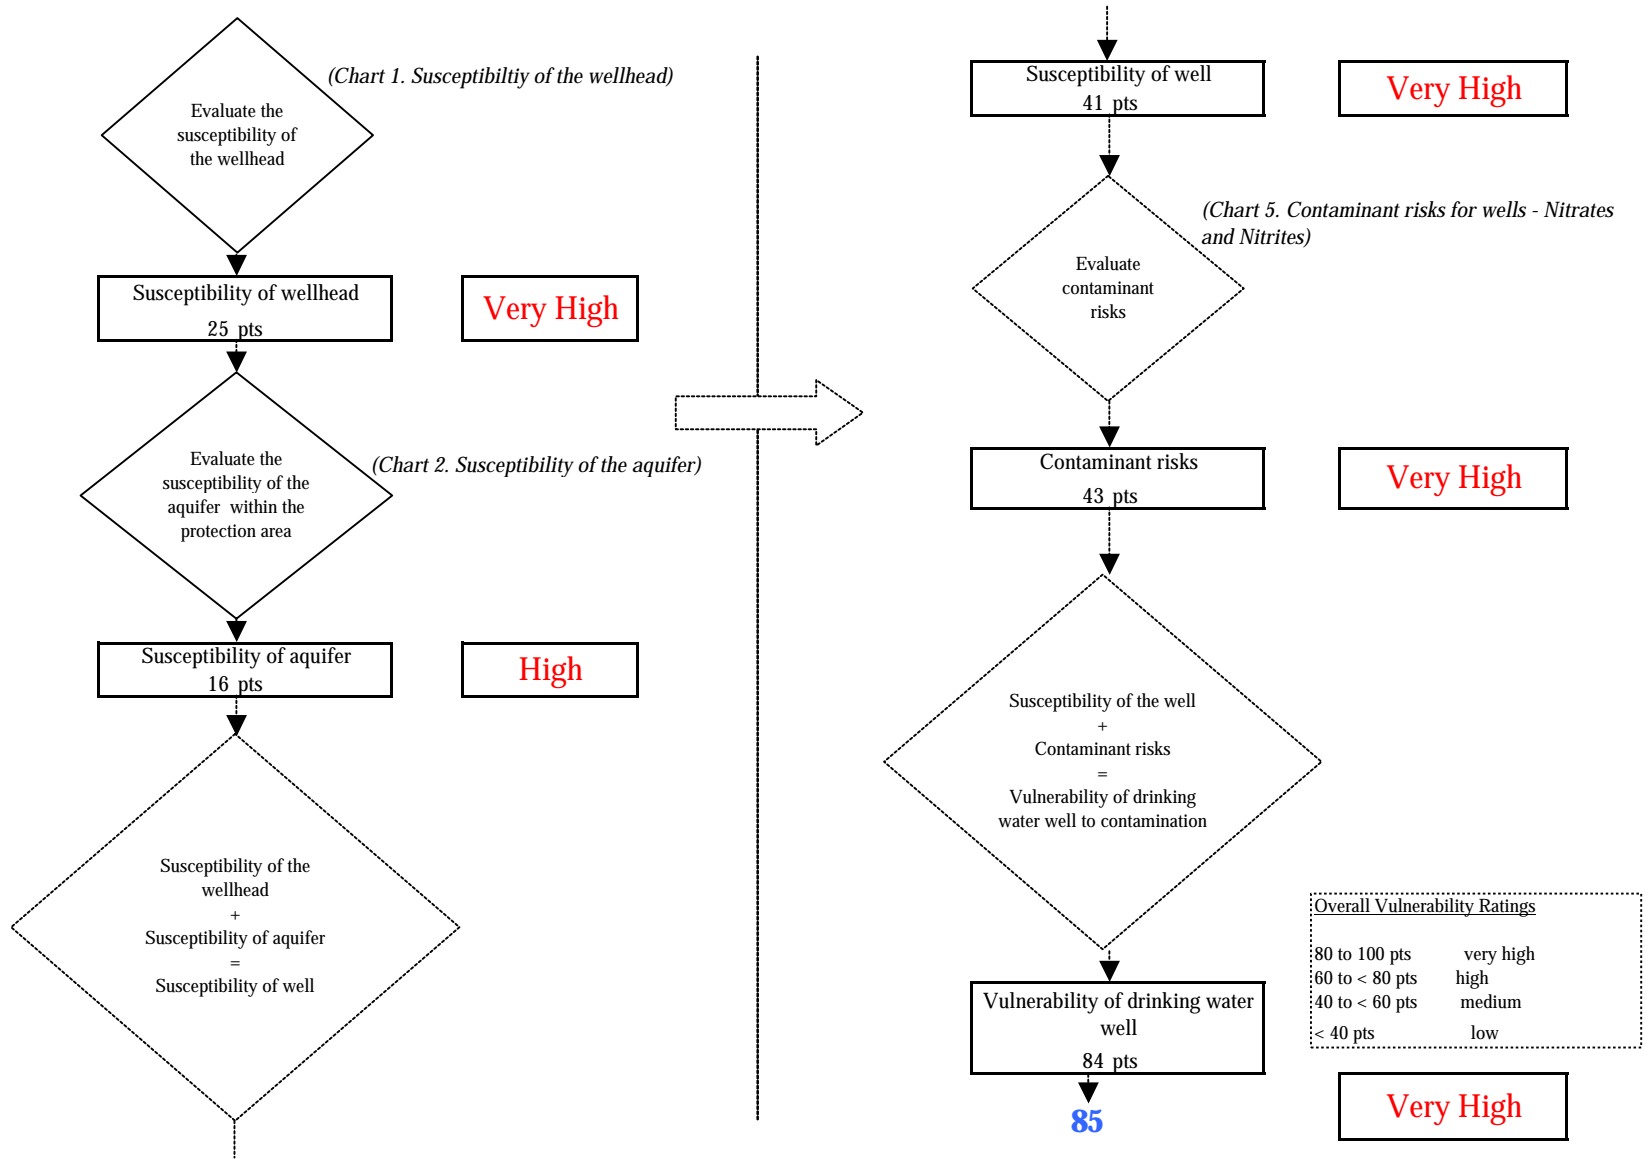 (Chart 1. Susceptibiltiy of the wellhead)
Evaluate the
susceptibility of
the wellhead
Susceptibility of wellhead
25 pts
Very High
Evaluate the
susceptibility of the
aquifer within the
protection area
(Chart 2. Susceptibility of the aquifer)
Susceptibility of aquifer
16 pts
High
Susceptibility of the
wellhead
+
Susceptibility of aquifer
=
Susceptibility of well
Susceptibility of well
41 pts
Very High
(Chart 5. Contaminant risks for wells - Nitrates
and Nitrites)
Evaluate
contaminant
risks
Contaminant risks
43 pts
Very High
Susceptibility of the well
+
Contaminant risks
=
Vulnerability of drinking
water well to contamination
Vulnerability of drinking water
well
84 pts
85
Overall Vulnerability Ratings
80 to 100 pts very high
60 to < 80 pts high
40 to < 60 pts medium
< 40 pts low
Very High